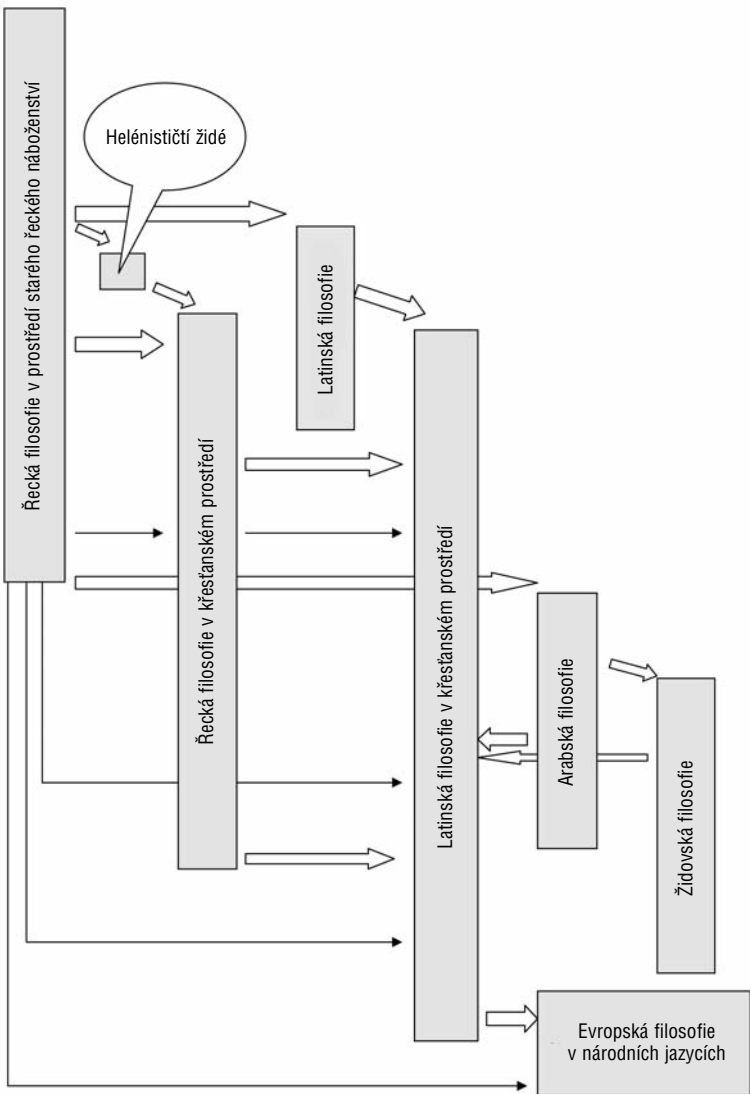 Řecká filosofie v prostředí starého řeckého náboženství
Helénističtí židé
Latinská filosofie
Řecká filosofie v křesťanském prostředí
Latinská filosofie v křesťanském prostředí
Arabská filosofie
Židovská filosofie
Evropská filosofie
v národních jazycích